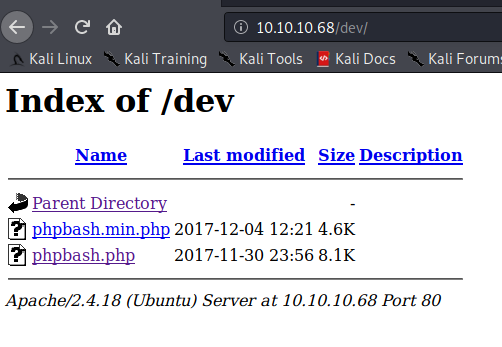 10.10.10.68/dev/
Kali Linux Kali Training Kali Tools Kali Docs Kali Forums
Index of /dev
Name Last modified Size Description
Parent Directory -
phpbash.min.php 2017-12-04 12:21 4.6K
phpbash.php 2017-11-30 23:56 8.1K
Apache/2.4.18 (Ubuntu) Server at 10.10.10.68 Port 80